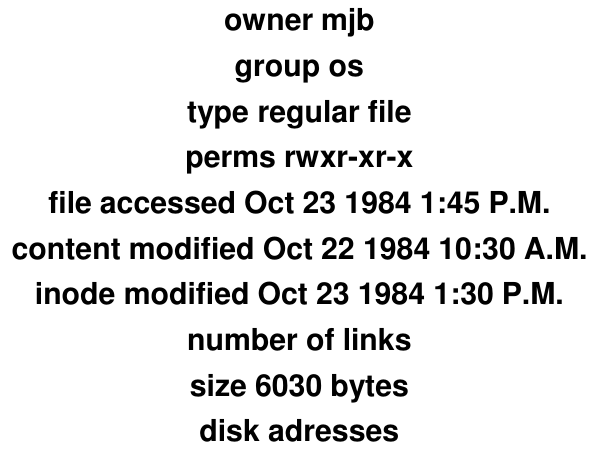 owner mjb
group os
type regular file
perms rwxr-xr-x
file accessed Oct 23 1984 1:45 P.M.
content modified Oct 22 1984 10:30 A.M.
inode modified Oct 23 1984 1:30 P.M.
number of links
size 6030 bytes
disk adresses